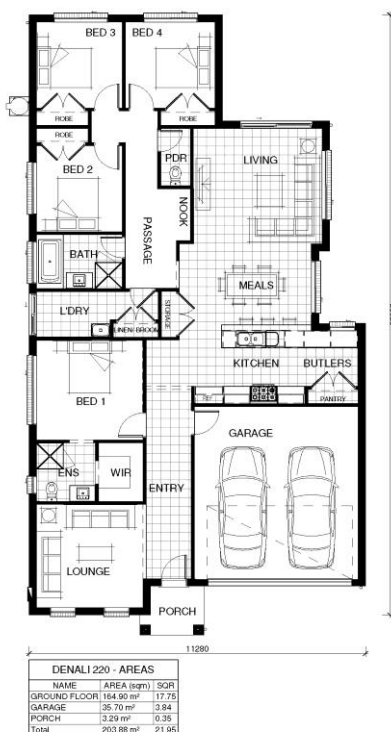 BED 3
BED 4
ROBE
ROBE
ROBE
PDR
LIVING
BED 2
NOOK
PASSAGE
BATH
MEALS
L'DRY
LINEN
BROOM
STORAGE
KITCHEN
BUTLERS
BED 1
PANTRY
GARAGE
ENS
WIR
ENTRY
LOUNGE
PORCH
11280
DENALI 220 - AREAS
NAME AREA (sqm) SQR
GROUND FLOOR 164.90 m² 17.75
GARAGE 35.70 m² 3.84
PORCH 3.29 m² 0.35
Total 203.88 m² 21.95